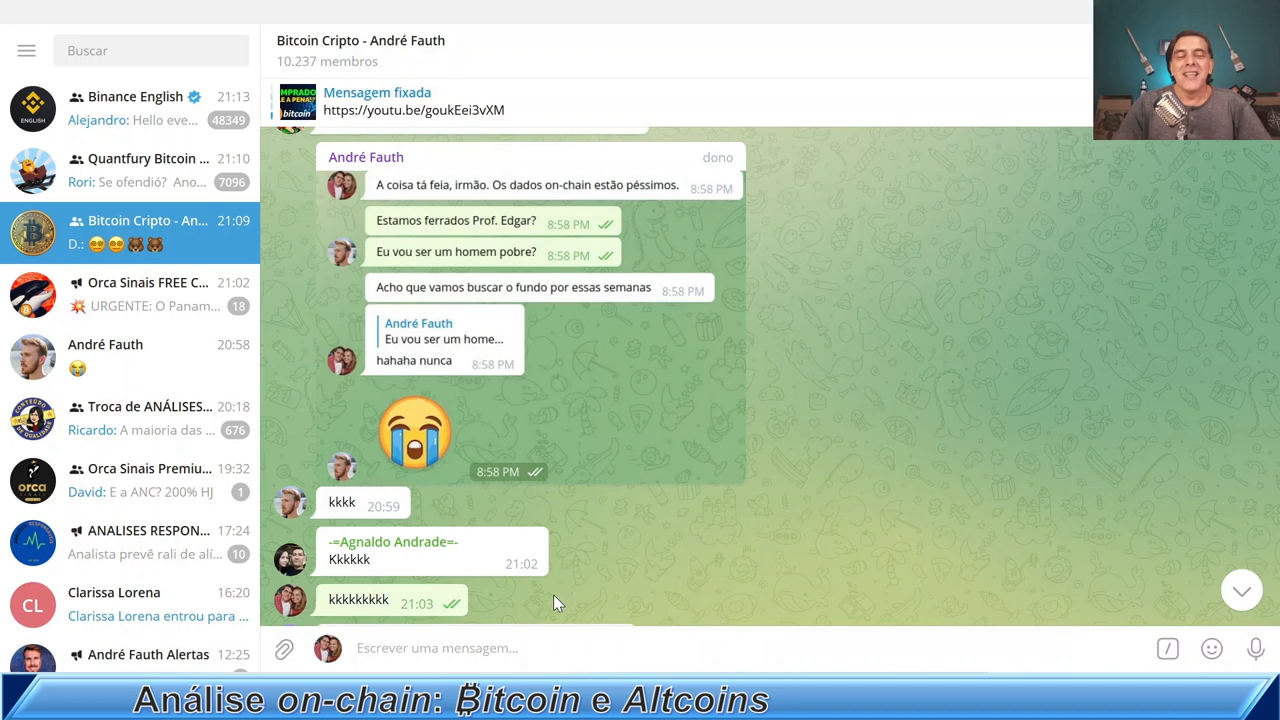 Buscar
Binance English 21:13
Alejandro: Hello eve... 48349
ENGLISH
Quantfury Bitcoin ... 21:10
Rori: Se ofendió? Ano... 7096
Bitcoin Cripto - An... 21:09
D.: 😵‍💫😵‍💫🐻🐻
Orca Sinais FREE C... 21:02
💥 URGENTE: O Panam... 18
André Fauth 20:58
😭
Troca de ANÁLISES... 20:18
Ricardo: A maioria das ... 676
Orca Sinais Premiu... 19:32
David: E a ANC? 200% HJ 1
orca
ANALISES RESPON... 17:24
Analista prevê rali de alí... 10
Clarissa Lorena 16:20
CL
Clarissa Lorena entrou para ...
André Fauth Alertas 12:25
Bitcoin Cripto - André Fauth
10.237 membros
MPRADO
LE A PENA!?
bitcoin
Mensagem fixada
https://youtu.be/goukEei3vXM
André Fauth dono
A coisa tá feia, irmão. Os dados on-chain estão péssimos. 8:58 PM
Estamos ferrados Prof. Edgar? 8:58 PM
Eu vou ser um homem pobre? 8:58 PM
Acho que vamos buscar o fundo por essas semanas 8:58 PM
André Fauth
Eu vou ser um home...
hahaha nunca 8:58 PM
😭
8:58 PM
kkkk 20:59
-=Agnaldo Andrade=-
Kkkkkk 21:02
kkkkkkkkk 21:03
Escrever uma mensagem...
Análise on-chain: ₿itcoin e Altcoins